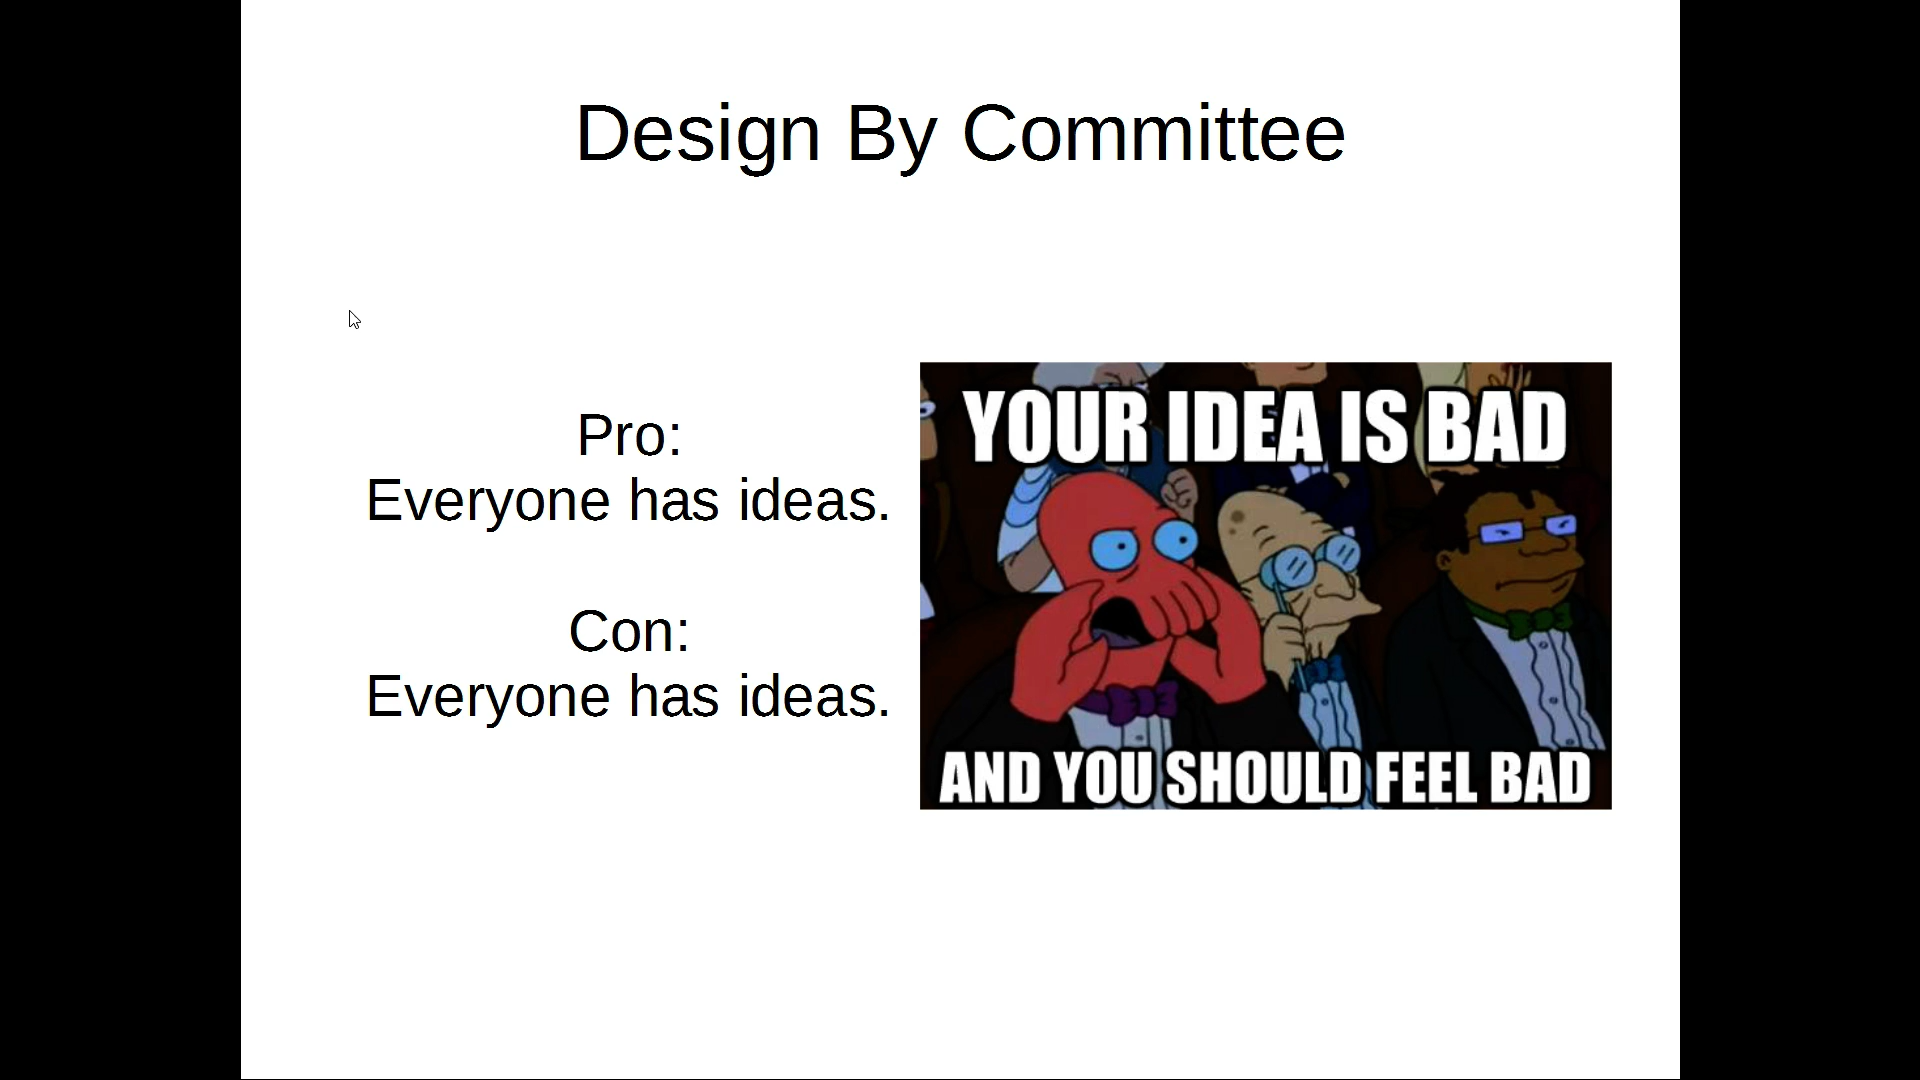 Design By Committee
Pro:
Everyone has ideas.
Con:
Everyone has ideas.
YOUR IDEA IS BAD
AND YOU SHOULD FEEL BAD